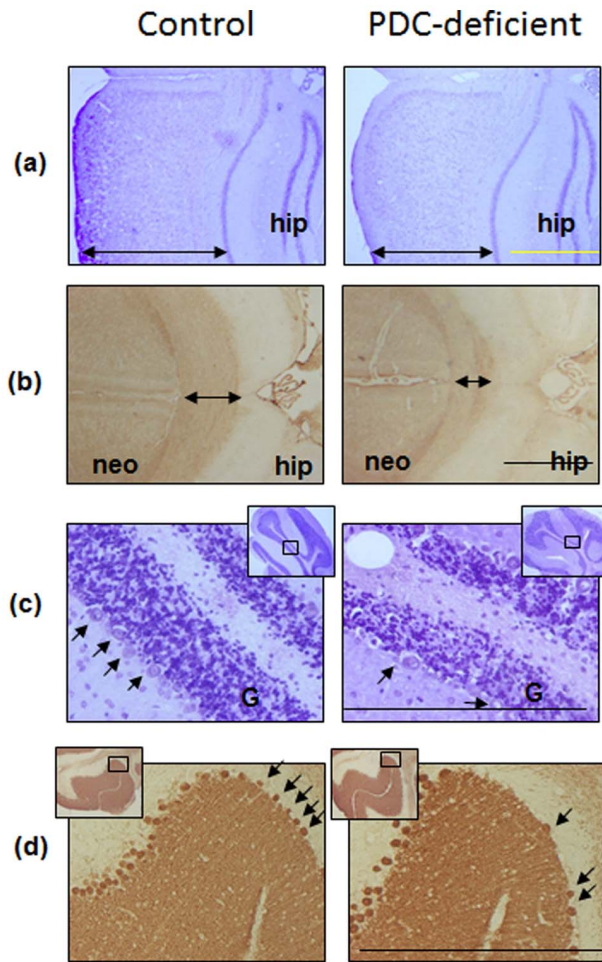 Control PDC-deficient
(a)
hip hip
(b)
neo hip neo hip
(c)
G G
(d)